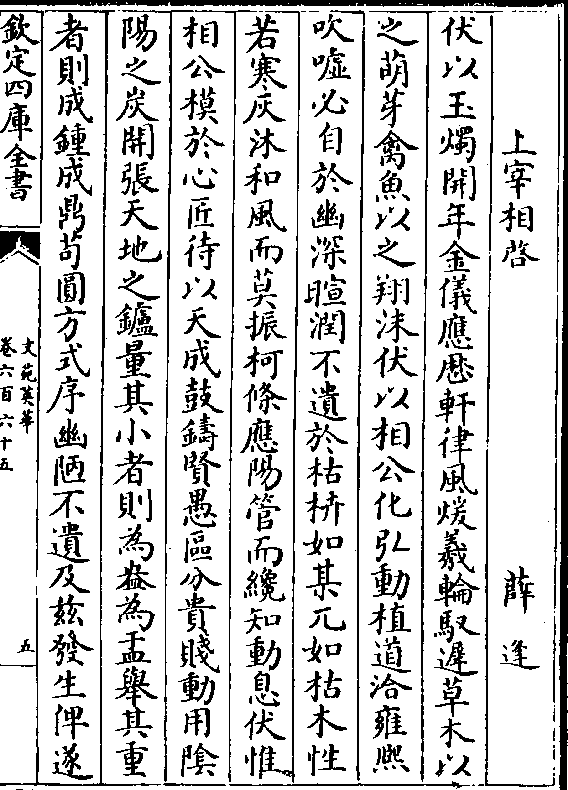 上宰相啓　薛逢
伏以玉燭開年金儀應厯軒律風煖羲輪馭遲草木以
之萌芽禽魚以之翔泳伏以相公化弘動植道洽雍熙
吹噓必自於幽深暄潤不遺於枯枿如某兀如枯木性
若寒灰沐和風而莫振柯條應陽管而纔知動息伏惟
相公模於心匠待以天成鼓鑄賢愚區分貴賤動用陰
陽之炭開張天地之鑪量其小者則為盎為盂舉其重
者則成鍾成鼎苟圓方式序幽陋不遺及兹發生俾遂
欽定四庫全書
文苑英華
卷六百六十五
五